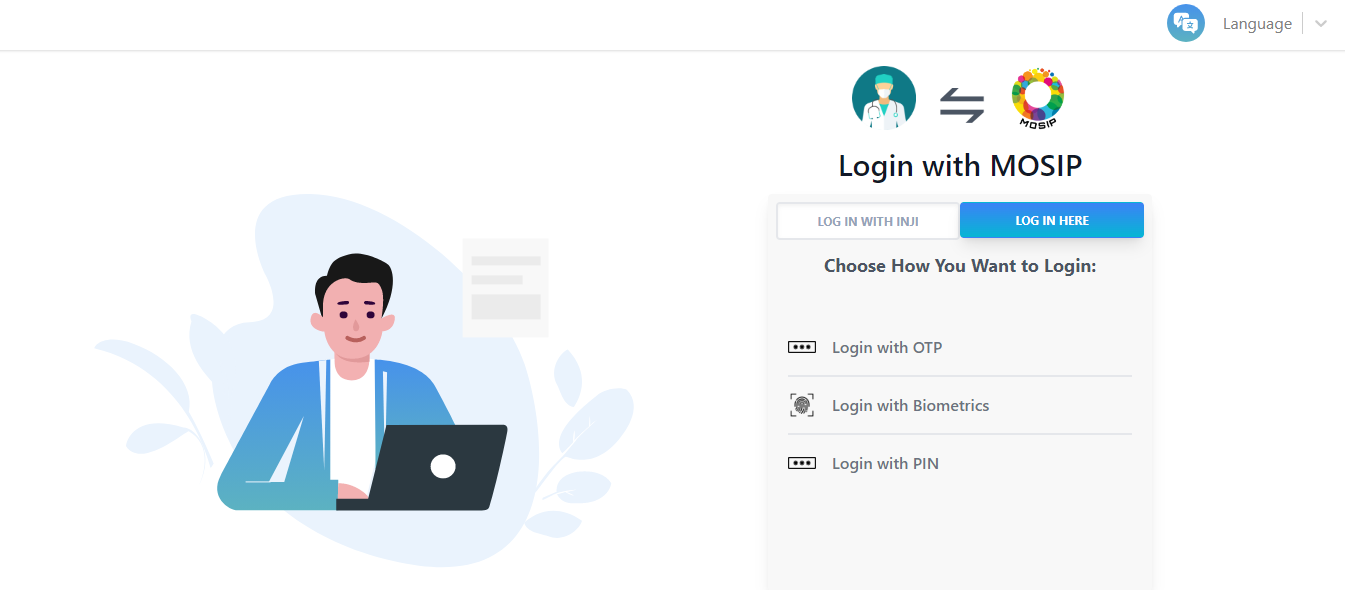 Language
MOSIP
Login with MOSIP
LOG IN WITH INJI
LOG IN HERE
Choose How You Want to Login:
Login with OTP
Login with Biometrics
Login with PIN